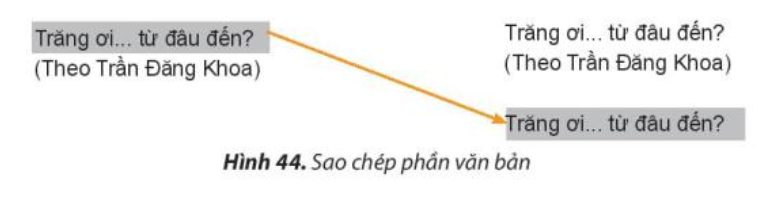 Trăng ơi... từ đâu đến?
(Theo Trần Đăng Khoa)
Trăng ơi... từ đâu đến?
(Theo Trần Đăng Khoa)
Trăng ơi... từ đâu đến?
Hình 44. Sao chép phần văn bản